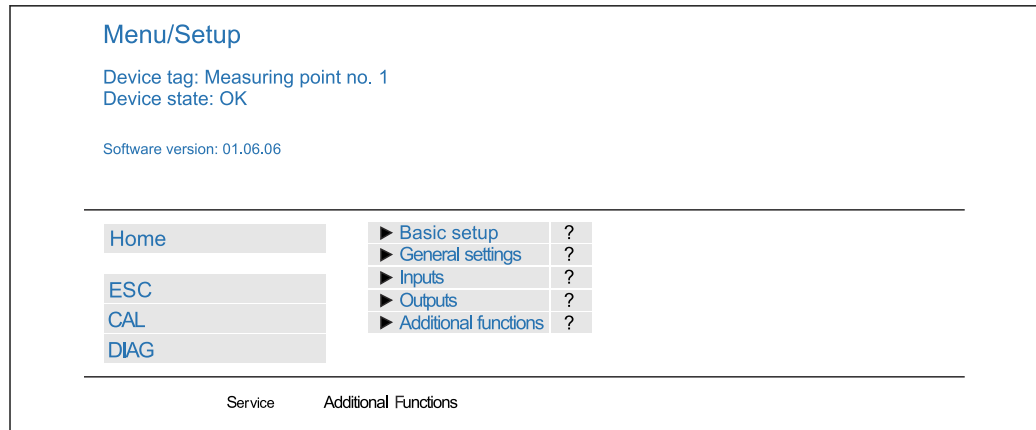 Menu/Setup
Device tag: Measuring point no. 1
Device state: OK
Software version: 01.06.06
Home
ESC
CAL
DIAG
► Basic setup ?
► General settings ?
► Inputs ?
► Outputs ?
► Additional functions ?
Service Additional Functions